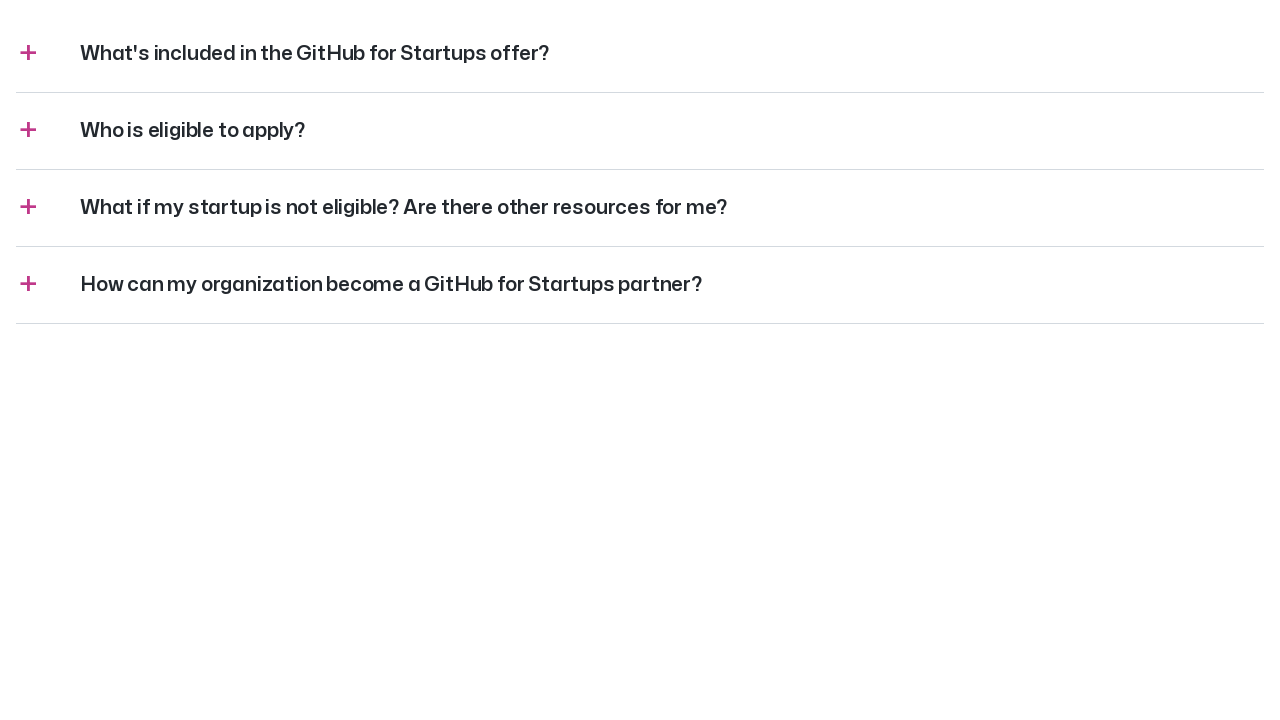 What's included in the GitHub for Startups offer?
Who is eligible to apply?
What if my startup is not eligible? Are there other resources for me?
How can my organization become a GitHub for Startups partner?